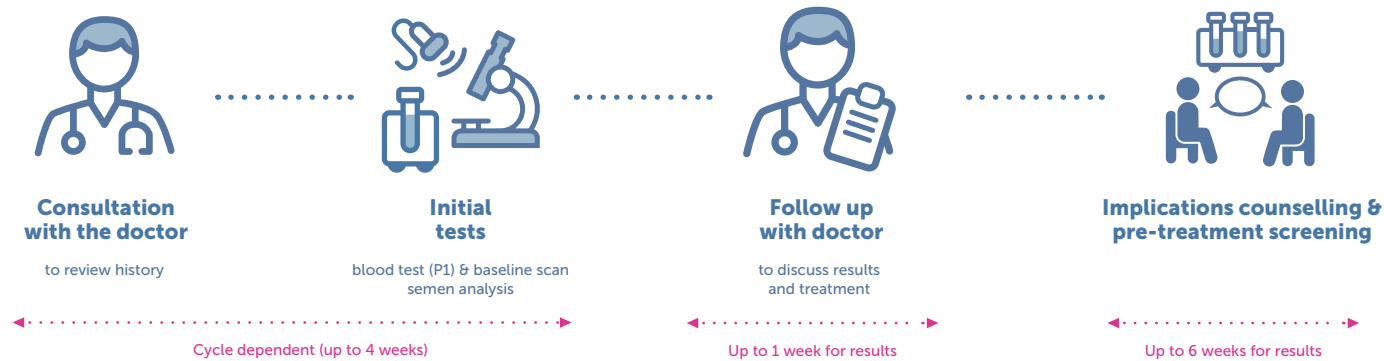 Consultation
with the doctor
to review history
Initial
tests
blood test (P1) & baseline scan
semen analysis
Cycle dependent (up to 4 weeks)
Follow up
with doctor
to discuss results
and treatment
Up to 1 week for results
Implications counselling &
pre-treatment screening
Up to 6 weeks for results